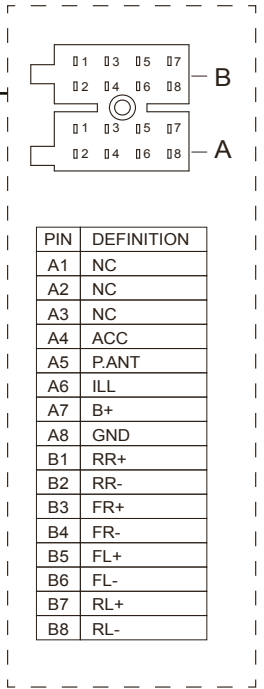 1 3 5 7
2 4 6 8
B
1 3 5 7
2 4 6 8
A
PIN DEFINITION
A1 NC
A2 NC
A3 NC
A4 ACC
A5 P.ANT
A6 ILL
A7 B+
A8 GND
B1 RR+
B2 RR-
B3 FR+
B4 FR-
B5 FL+
B6 FL-
B7 RL+
B8 RL-